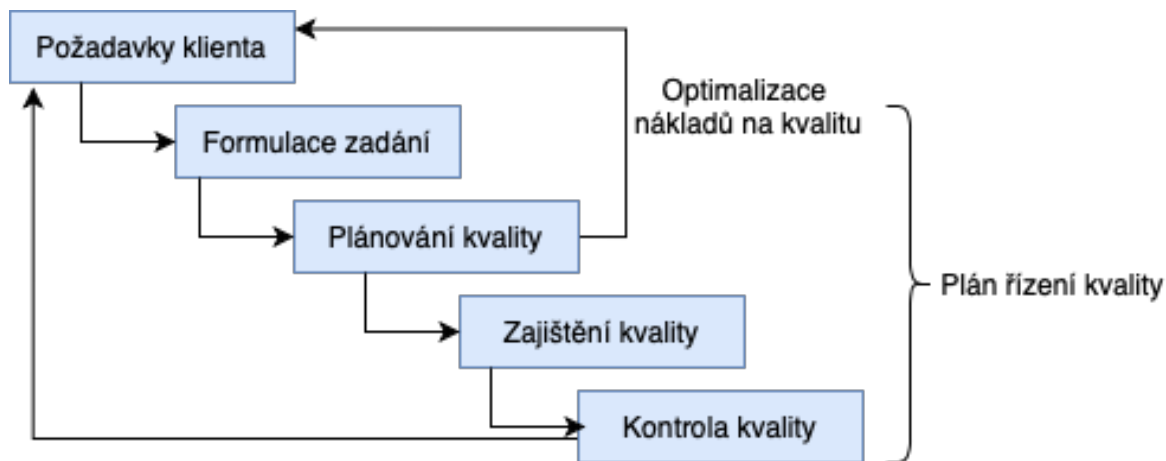 Požadavky klienta
Optimalizace
nákladů na kvalitu
Formulace zadání
Plánování kvality
Plán řízení kvality
Zajištění kvality
Kontrola kvality